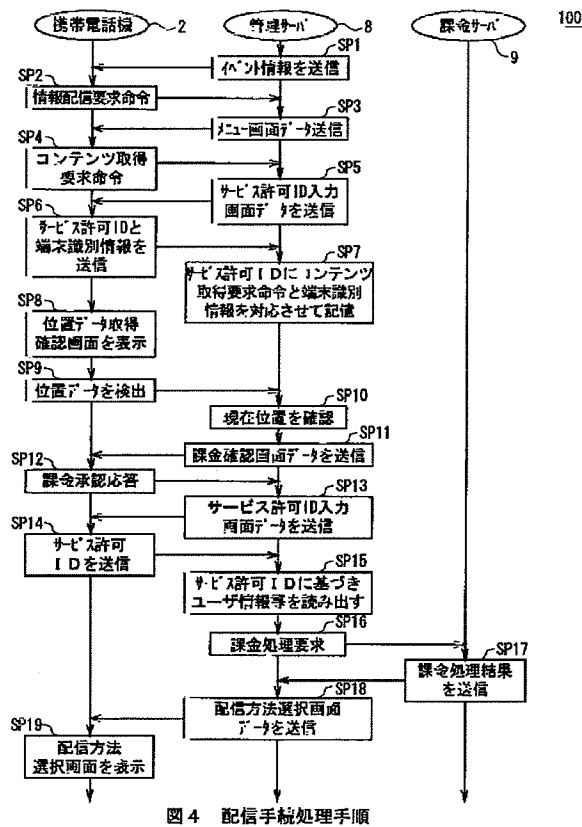 100
携帯電話機
2
管理サーバ
8
課金サーバ
9
SP1
イベント情報を送信
SP2
情報配信要求命令
SP3
メニュー画面データ送信
SP4
コンテンツ取得
要求命令
SP5
サービス許可ID入力
画面データを送信
SP6
サービス許可IDと
端末識別情報を
送信
SP7
サービス許可IDにコンテンツ
取得要求命令と端末識別
情報を対応させて記憶
SP8
位置データ取得
確認画面を表示
SP9
位置データを検出
SP10
現在位置を確認
SP11
課金確認画面データを送信
SP12
課金承認応答
SP13
サービス許可ID入力
画面データを送信
SP14
サービス許可
IDを送信
SP15
サービス許可IDに基づき
ユーザ情報等を読み出す
SP16
課金処理要求
SP17
課金処理結果
を送信
SP18
配信方法選択画面
データを送信
SP19
配信方法
選択画面を表示
図4 配信手続処理手順